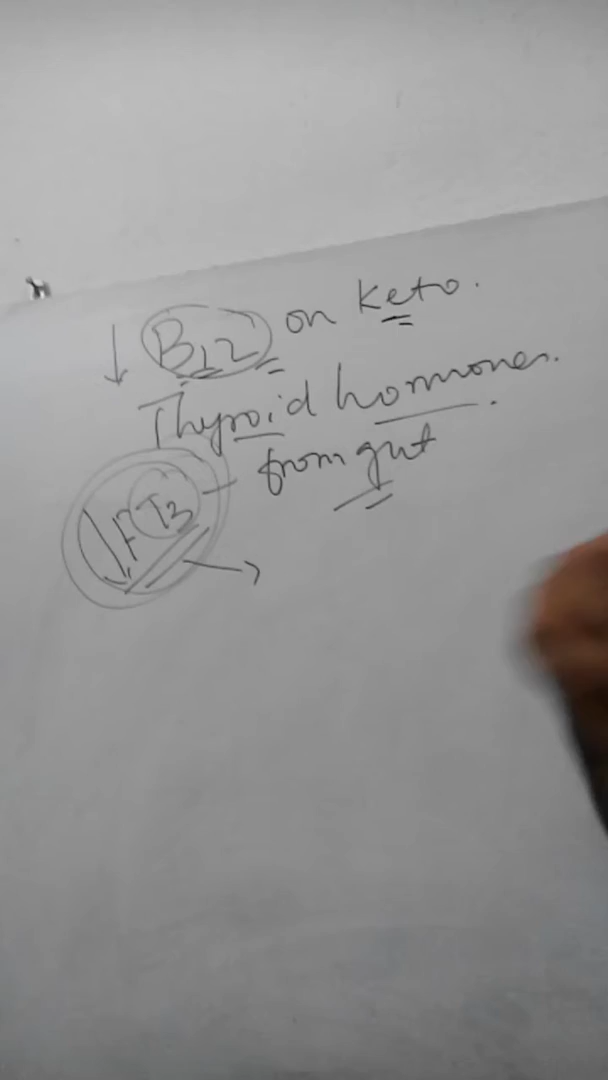 ↓ B12 on keto.
Thyroid hormones.
↓FT3 - from gut